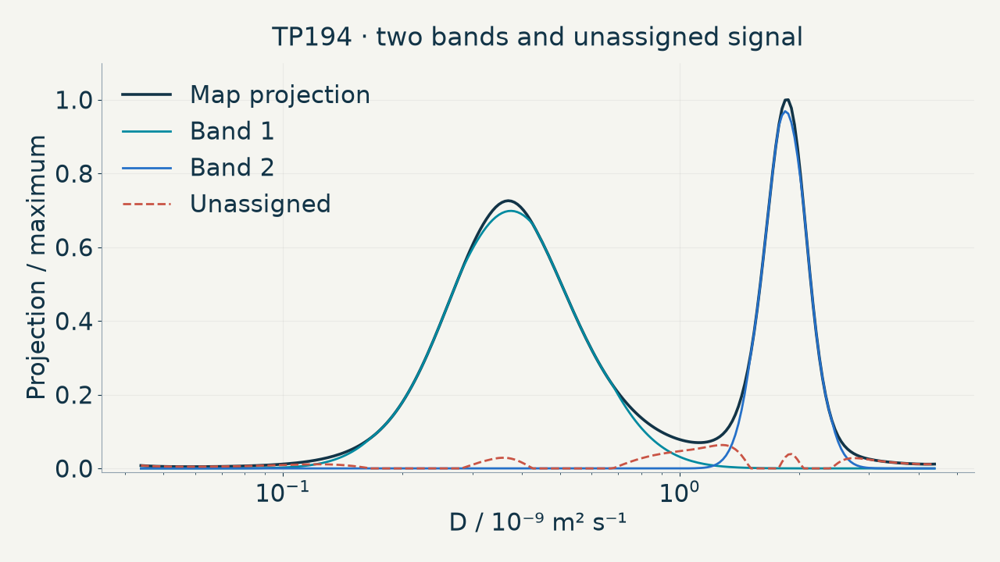 TP194 · two bands and unassigned signal
Map projection
Band 1
Band 2
Unassigned
Projection / maximum
1.0
0.8
0.6
0.4
0.2
0.0
10⁻¹
10⁰
D / 10⁻⁹ m² s⁻¹